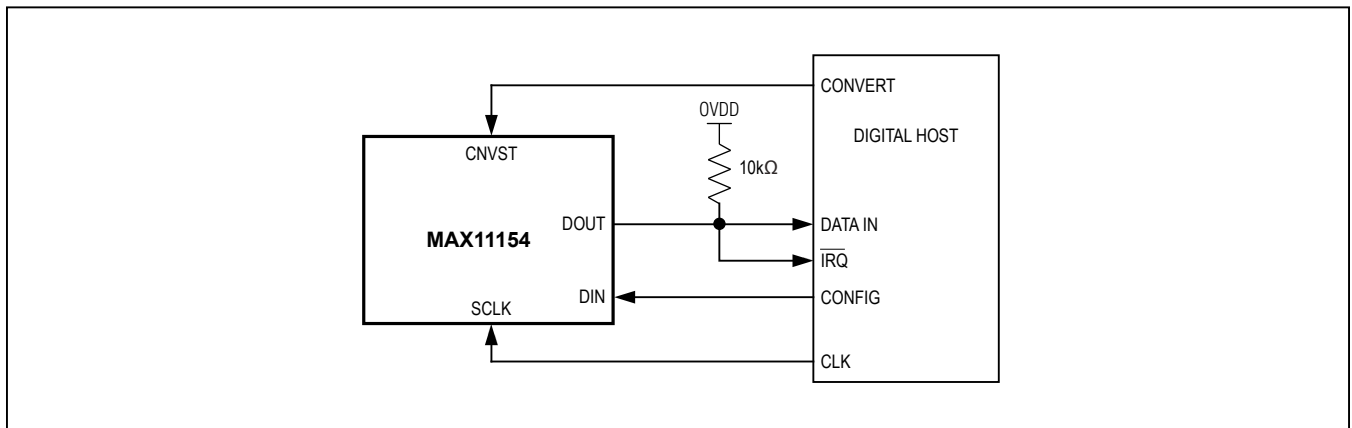 CONVERT
OVDD
DIGITAL HOST
CNVST
10kΩ
DOUT
DATA IN
MAX11154
IRQ
DIN
CONFIG
SCLK
CLK